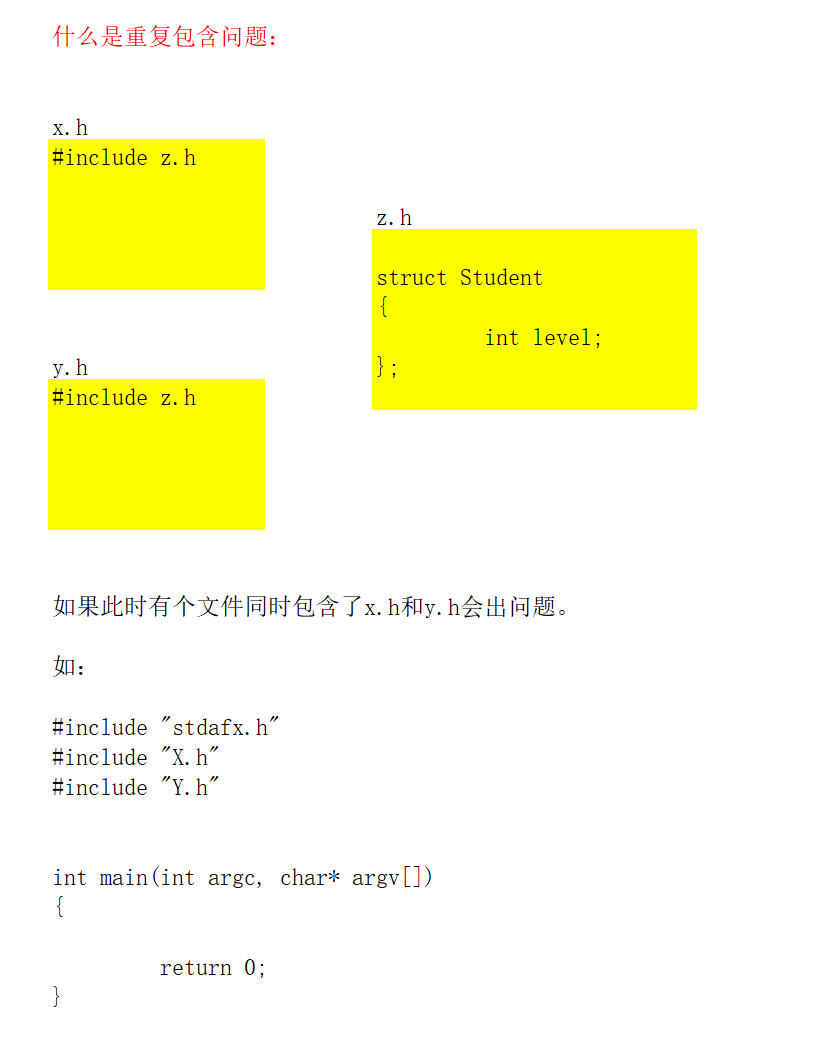 什么是重复包含问题:
x.h
#include z.h
z.h
struct Student
{
int level;
};
y.h
#include z.h
如果此时有个文件同时包含了x.h和y.h会出问题。
如:
#include "stdafx.h"
#include "X.h"
#include "Y.h"
int main(int argc, char* argv[])
{
return 0;
}